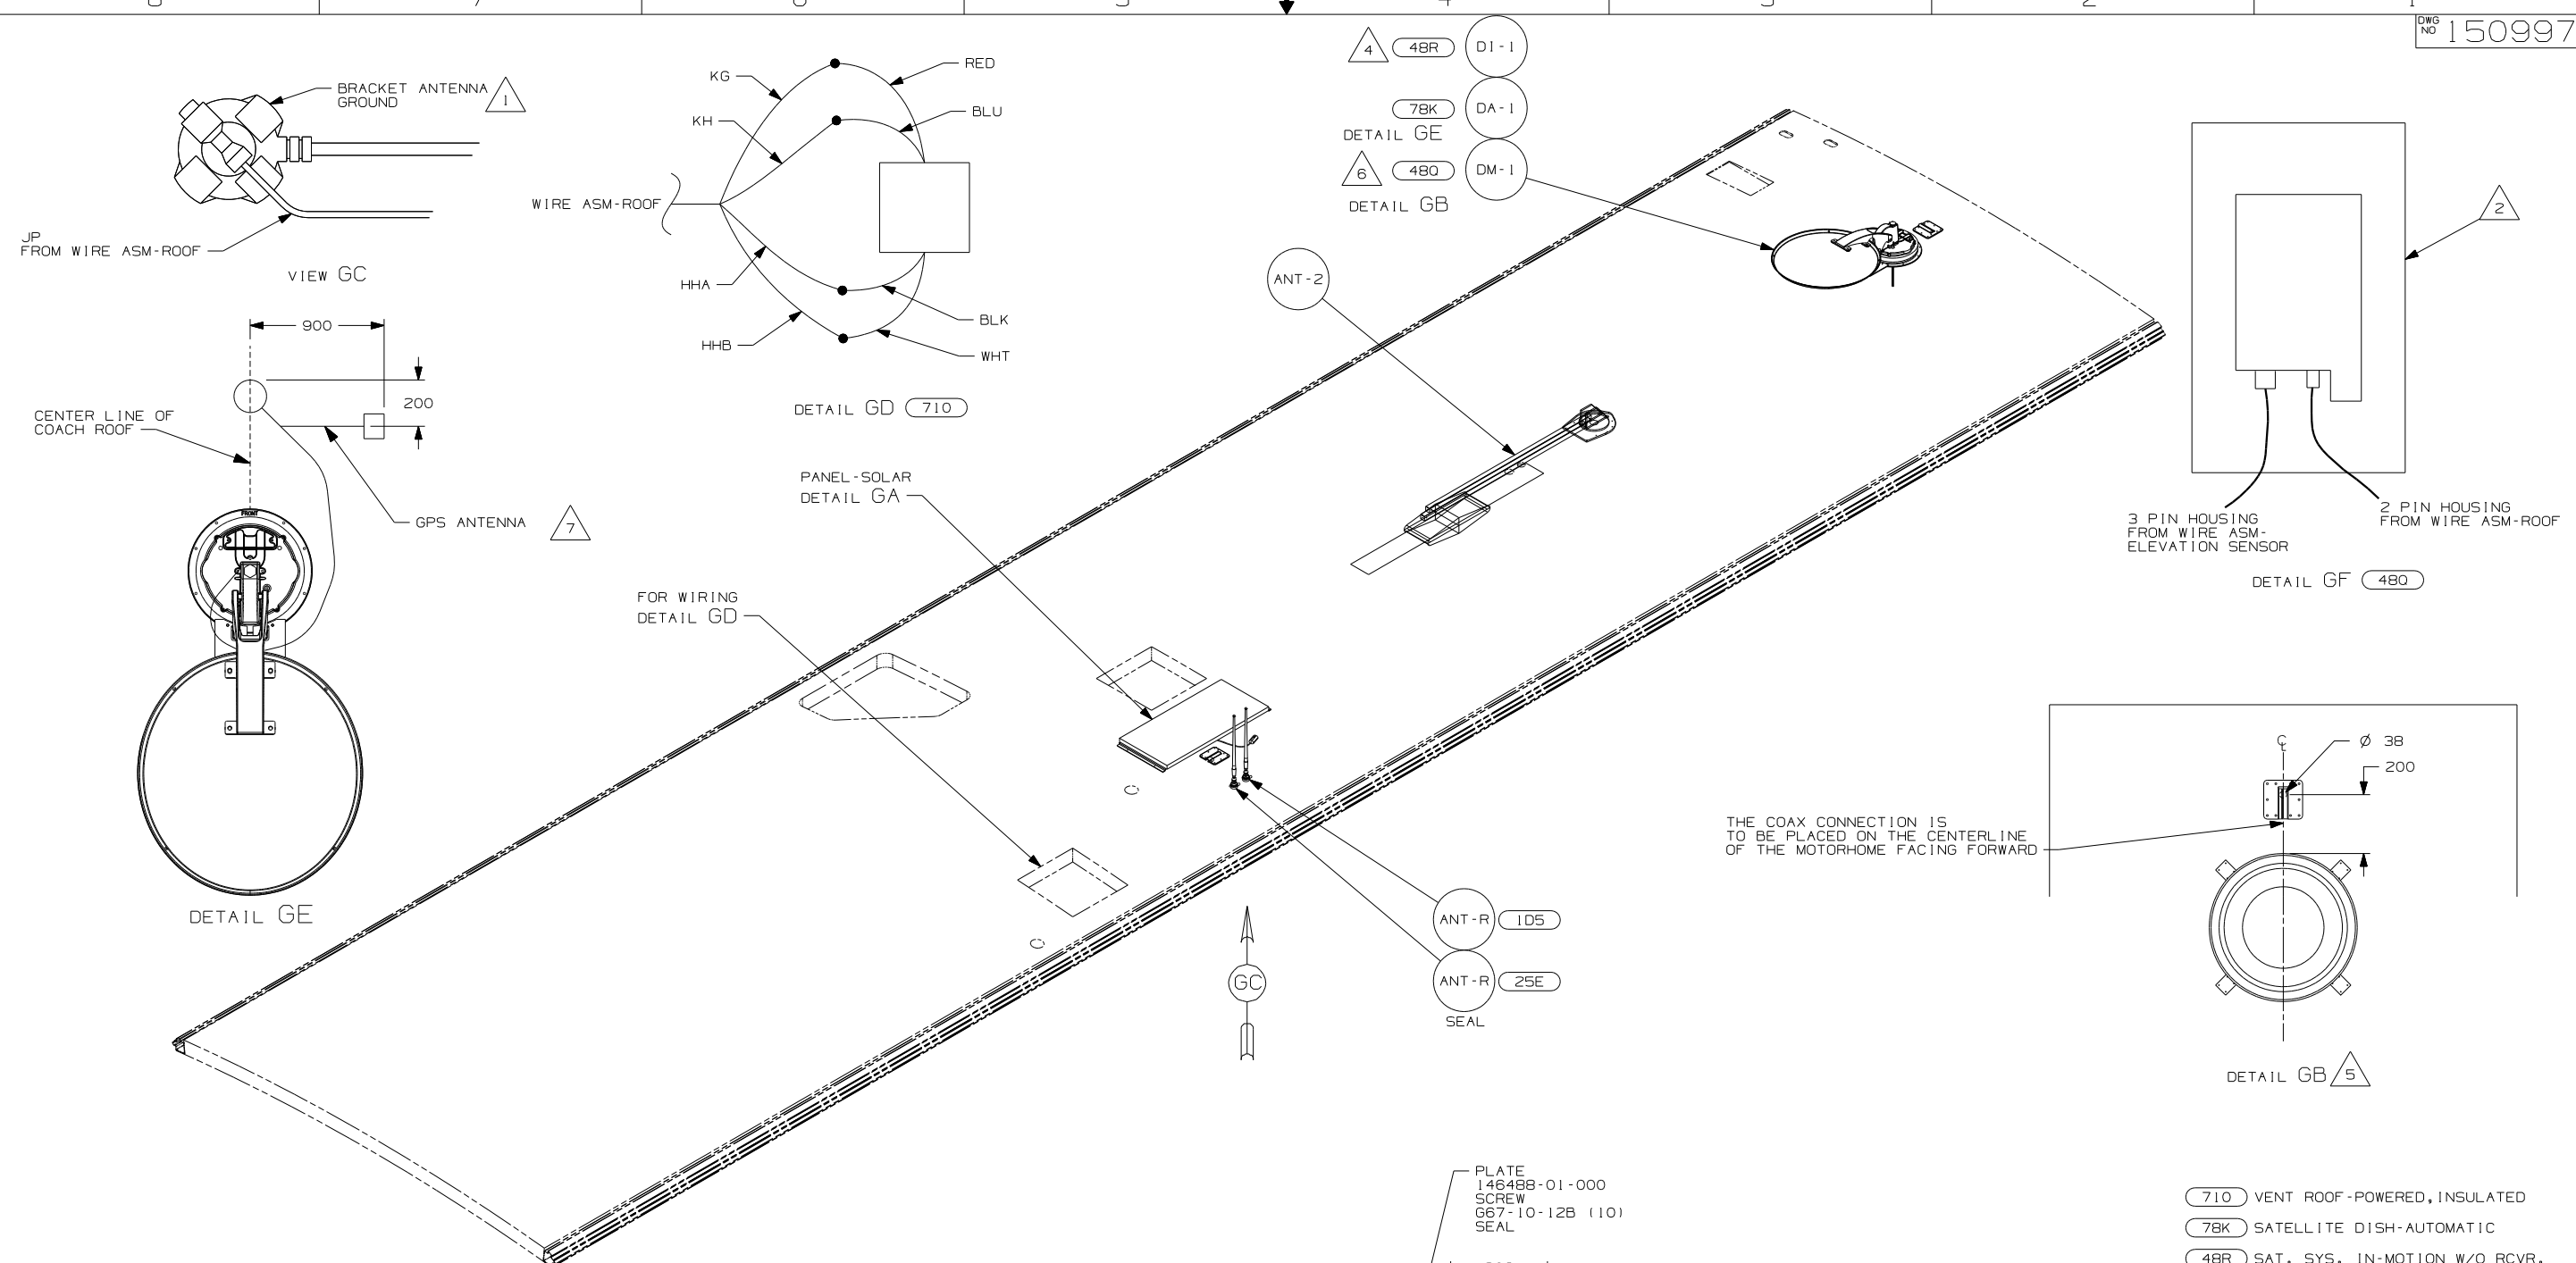 DWG
NO 150997
4 48R DI-1
78K DA-1
DETAIL GE
6 48Q DM-1
DETAIL GB
BRACKET ANTENNA
GROUND
1
JP
FROM WIRE ASM-ROOF
VIEW GC
KG
RED
KH
BLU
WIRE ASM-ROOF
HHA
BLK
HHB
WHT
DETAIL GD 710
900
200
CENTER LINE OF
COACH ROOF
GPS ANTENNA 7
FRONT
DETAIL GE
ANT-2
PANEL-SOLAR
DETAIL GA
FOR WIRING
DETAIL GD
2
3 PIN HOUSING
FROM WIRE ASM-
ELEVATION SENSOR
2 PIN HOUSING
FROM WIRE ASM-ROOF
DETAIL GF 48Q
ANT-R 1D5
ANT-R 25E
SEAL
GC
℄
Ø 38
200
THE COAX CONNECTION IS
TO BE PLACED ON THE CENTERLINE
OF THE MOTORHOME FACING FORWARD
DETAIL GB 5
PLATE
146488-01-000
SCREW
G67-10-12B (10)
SEAL
710 VENT ROOF-POWERED, INSULATED
78K SATELLITE DISH-AUTOMATIC
48R SAT. SYS. IN-MOTION W/O RCVR.